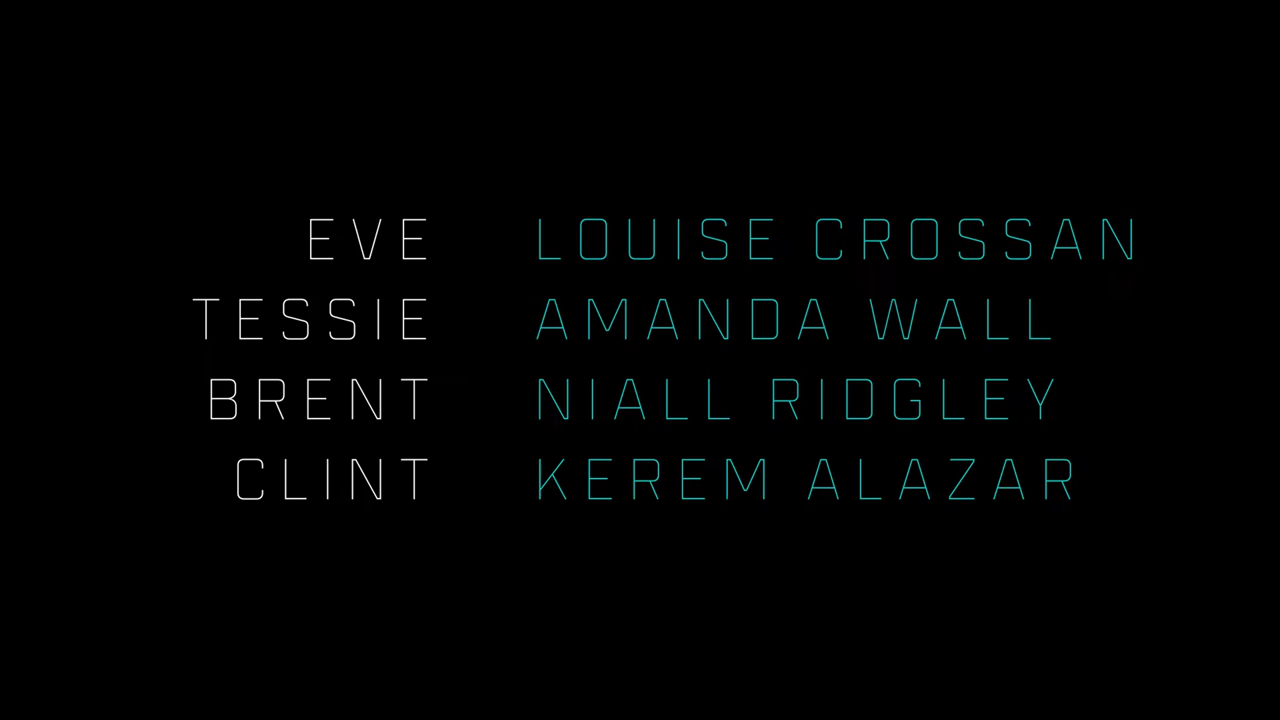 EVE LOUISE CROSSAN
TESSIE AMANDA WALL
BRENT NIALL RIDGLEY
CLINT KEREM ALAZAR